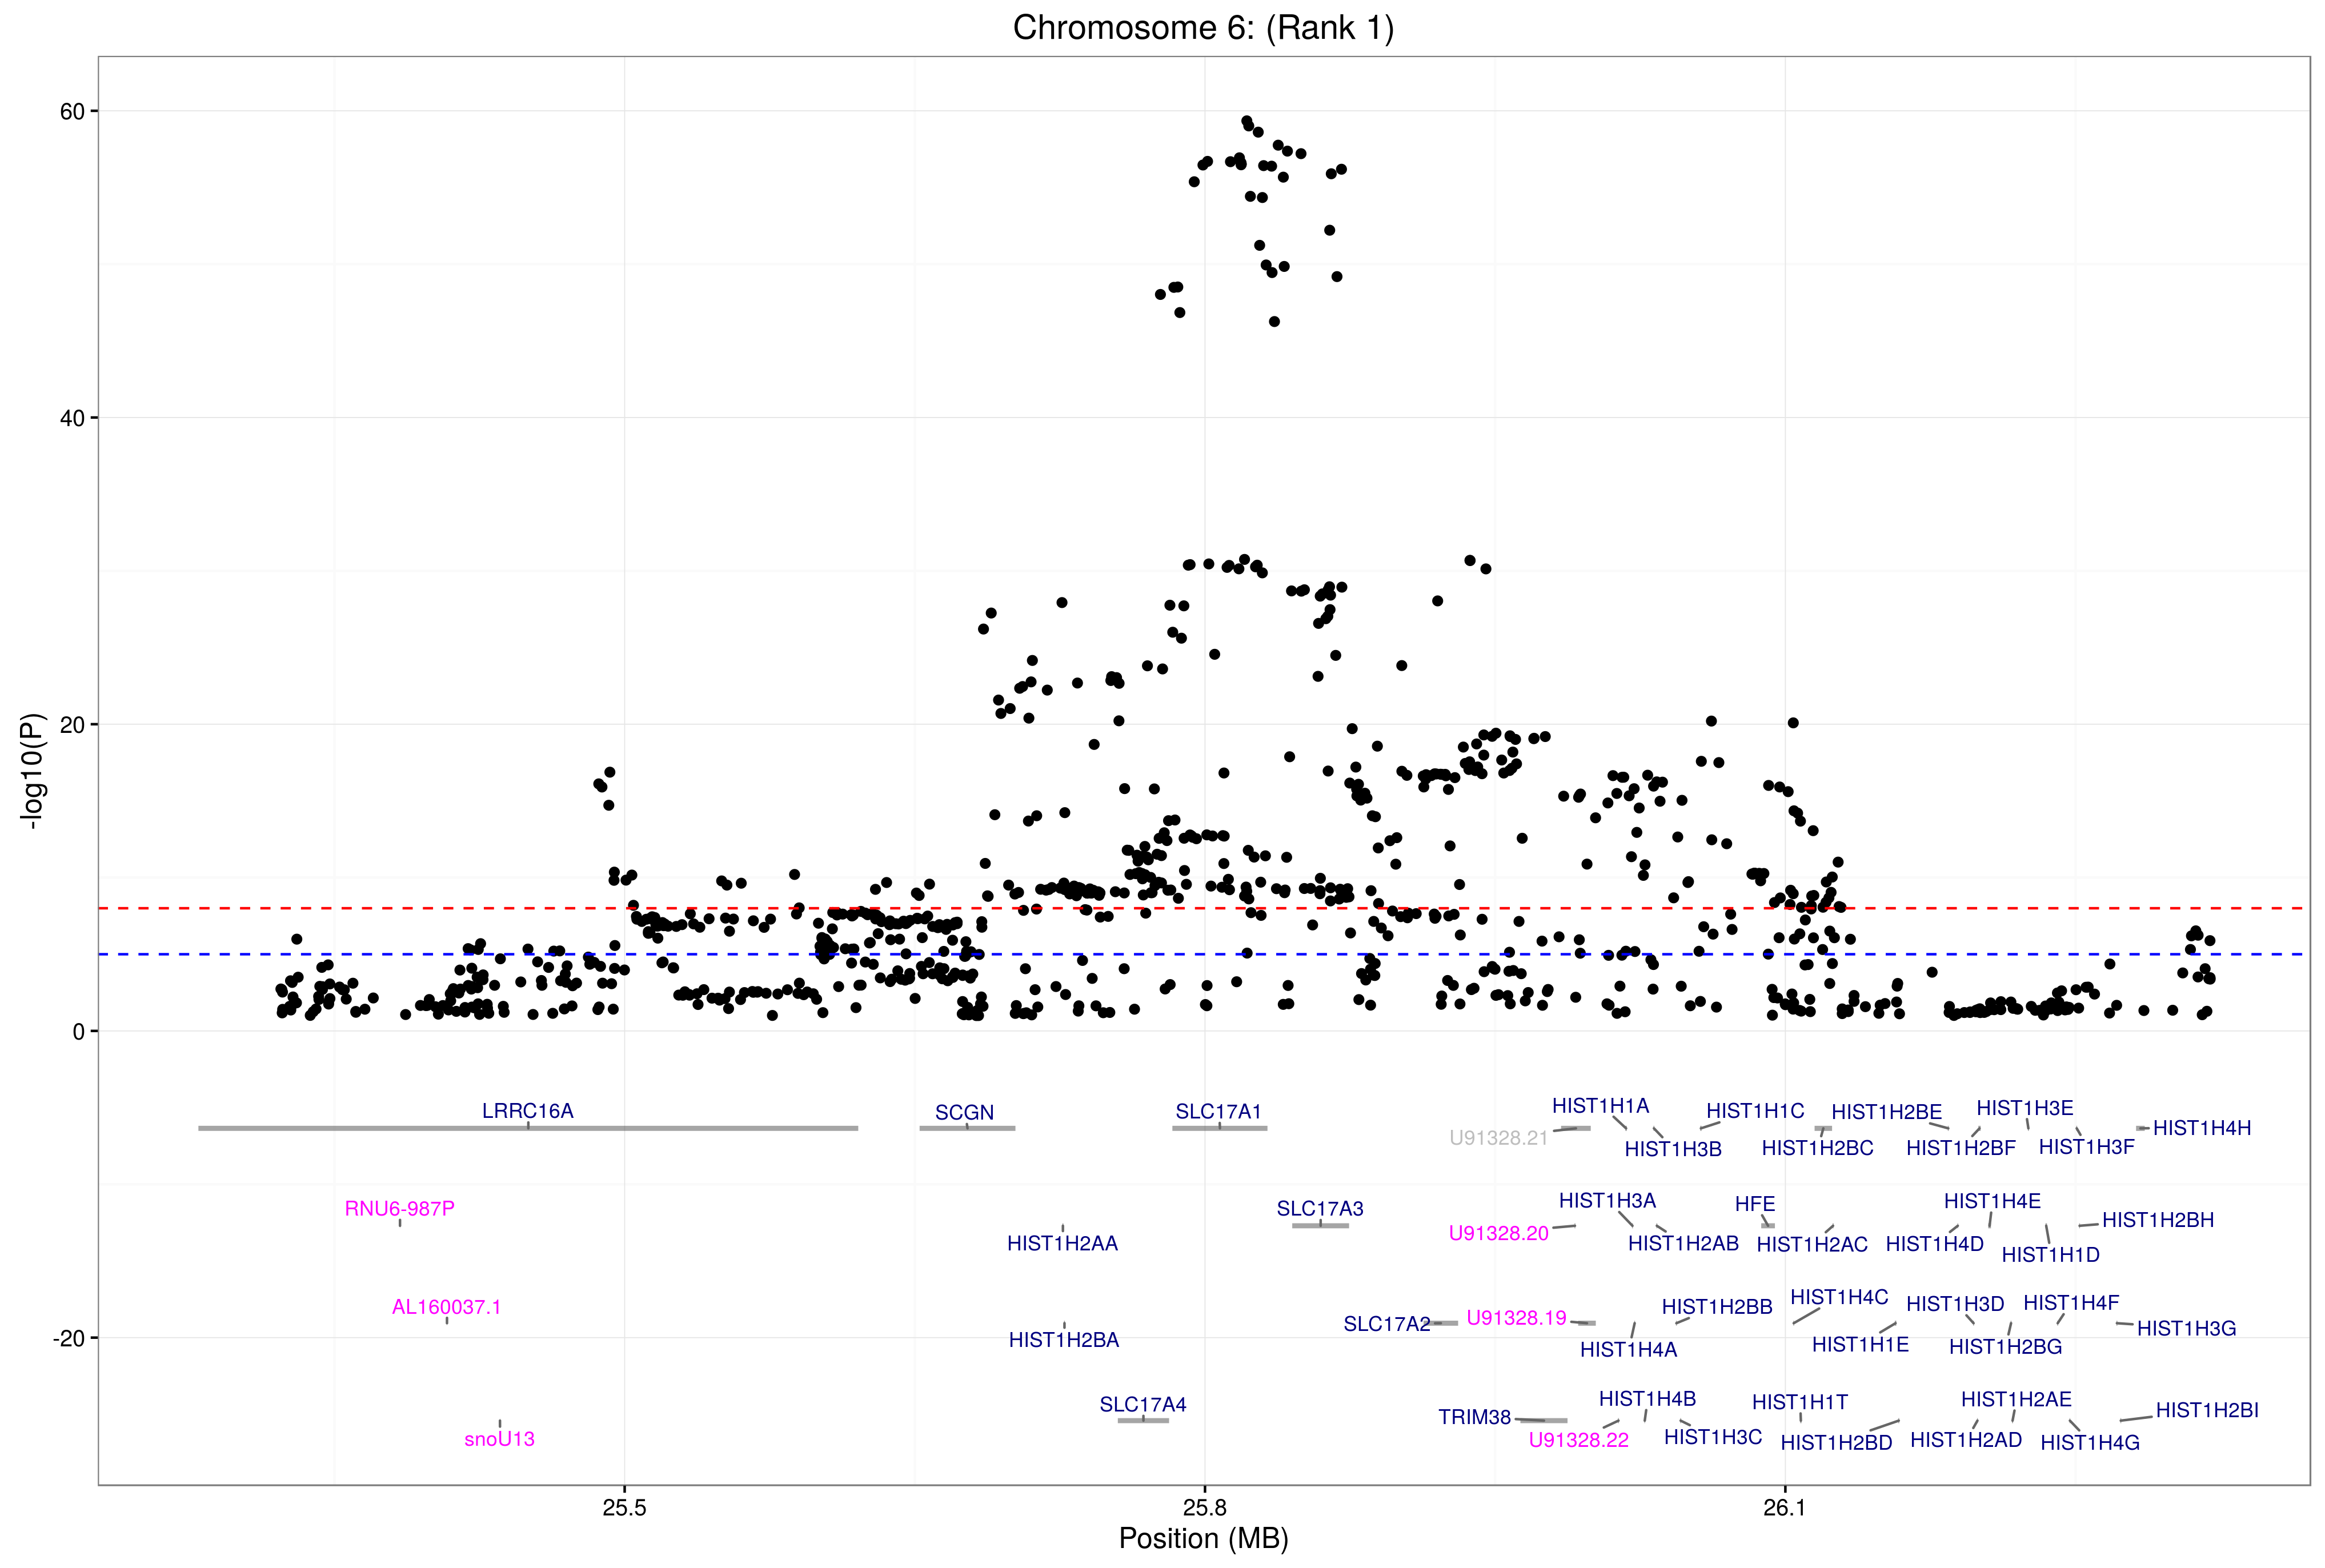 Chromosome 6: (Rank 1)
60
40
20
0
-20
-log10(P)
LRRC16A
SCGN
SLC17A1
HIST1H1A
HIST1H1C
HIST1H2BE
HIST1H3E
U91328.21
HIST1H3B
HIST1H2BC
HIST1H2BF
HIST1H3F
HIST1H4H
RNU6-987P
SLC17A3
HIST1H3A
HFE
HIST1H4E
HIST1H2AA
U91328.20
HIST1H2AB
HIST1H2AC
HIST1H4D
HIST1H1D
HIST1H2BH
AL160037.1
HIST1H2BA
SLC17A2
U91328.19
HIST1H2BB
HIST1H4C
HIST1H3D
HIST1H4F
HIST1H4A
HIST1H1E
HIST1H2BG
HIST1H3G
snoU13
SLC17A4
TRIM38
HIST1H4B
HIST1H1T
HIST1H2AE
HIST1H2BI
U91328.22
HIST1H3C
HIST1H2BD
HIST1H2AD
HIST1H4G
25.5
25.8
26.1
Position (MB)